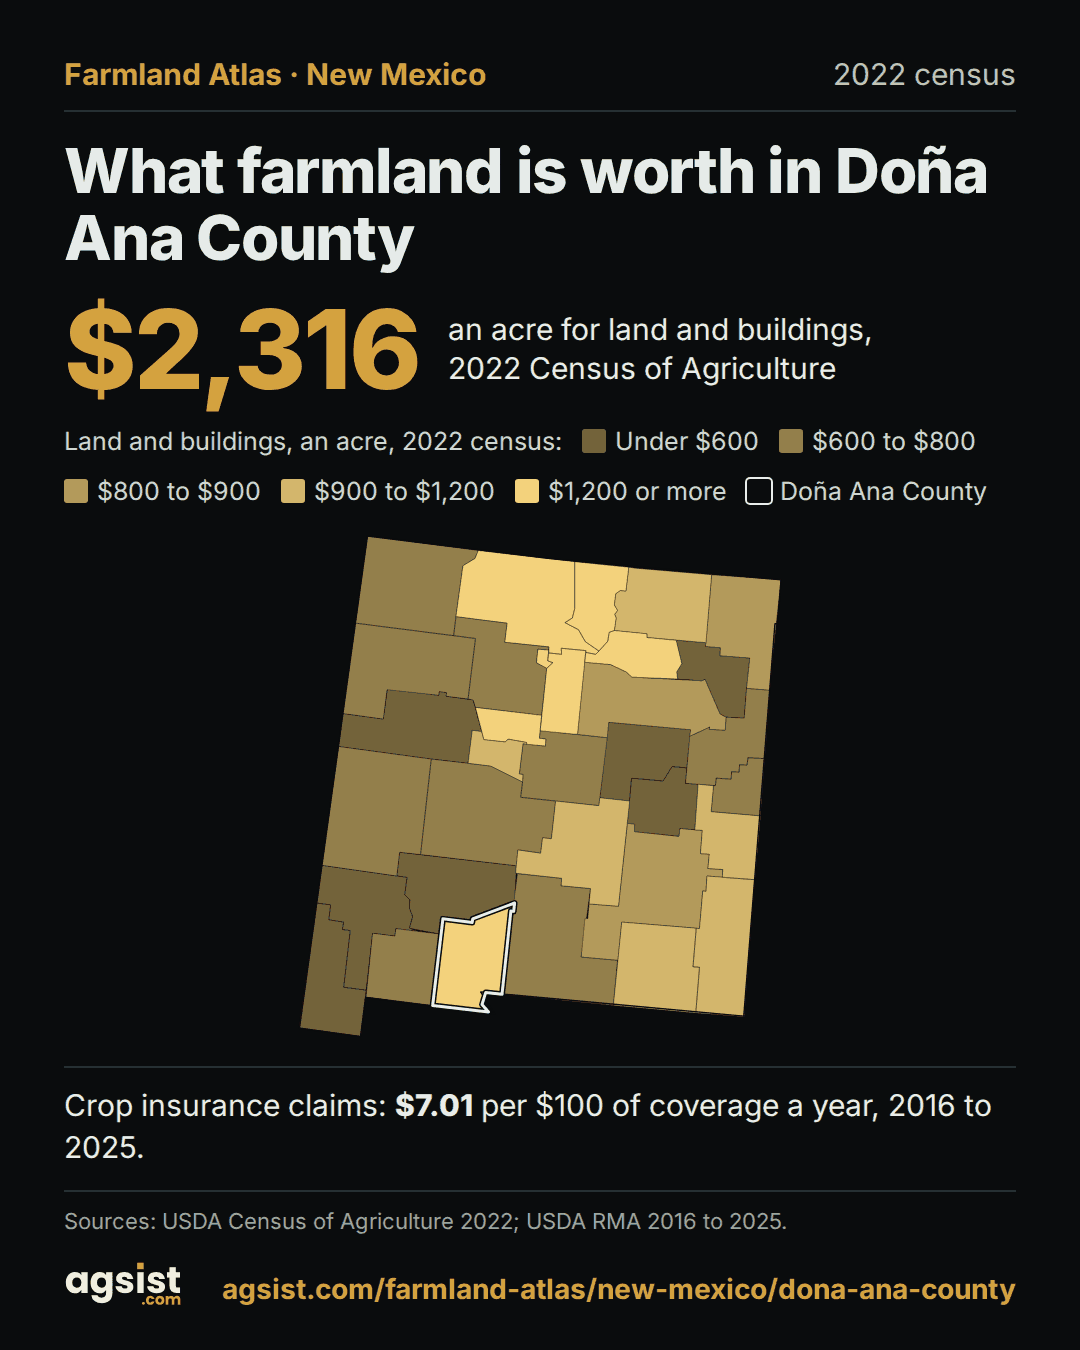 Farmland Atlas · New Mexico
2022 census
What farmland is worth in Doña
Ana County
$2,316
an acre for land and buildings,
2022 Census of Agriculture
Land and buildings, an acre, 2022 census: Under $600 $600 to $800
$800 to $900 $900 to $1,200 $1,200 or more Doña Ana County
Crop insurance claims: $7.01 per $100 of coverage a year, 2016 to
2025.
Sources: USDA Census of Agriculture 2022; USDA RMA 2016 to 2025.
agsist
.com
agsist.com/farmland-atlas/new-mexico/dona-ana-county